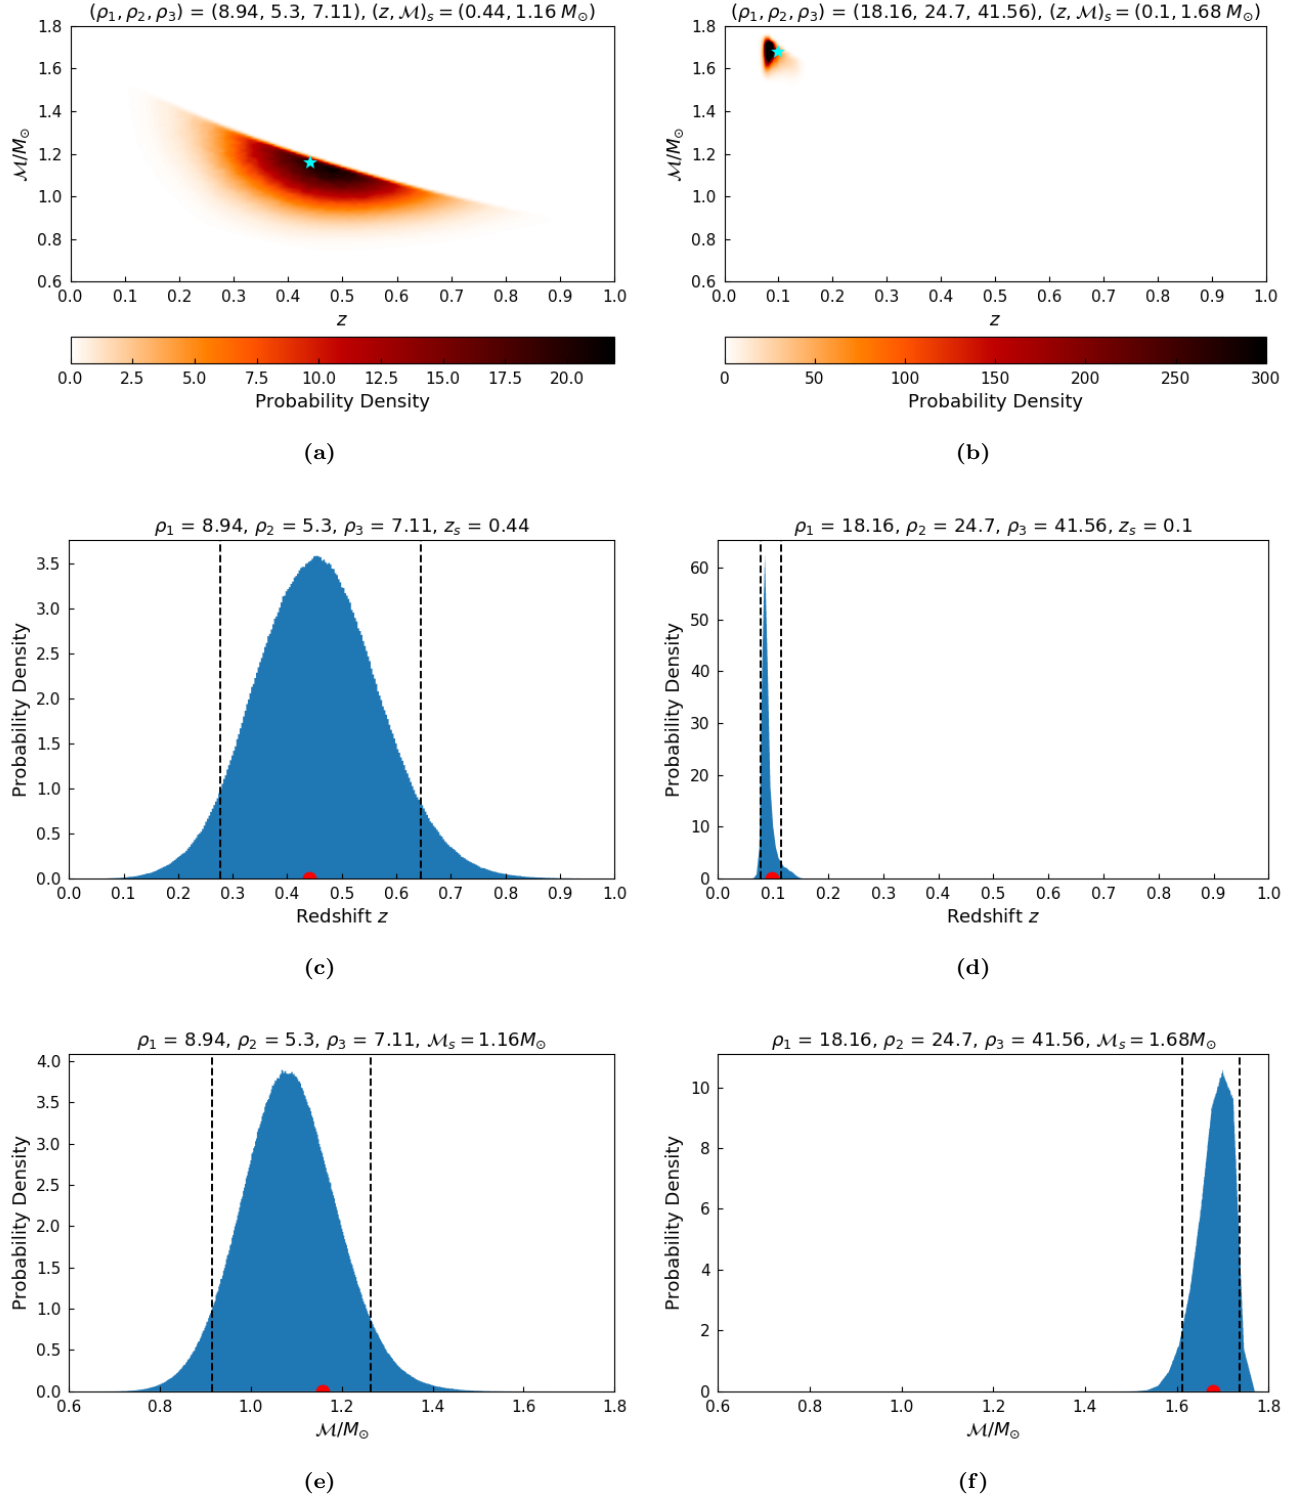 (ρ₁, ρ₂, ρ₃) = (8.94, 5.3, 7.11), (z, ℳ)ₛ = (0.44, 1.16 M⊙)
ℳ/M⊙
1.8
1.6
1.4
1.2
1.0
0.8
0.6
0.0 0.1 0.2 0.3 0.4 0.5 0.6 0.7 0.8 0.9 1.0
z
0.0 2.5 5.0 7.5 10.0 12.5 15.0 17.5 20.0
Probability Density
(a)
(ρ₁, ρ₂, ρ₃) = (18.16, 24.7, 41.56), (z, ℳ)ₛ = (0.1, 1.68 M⊙)
ℳ/M⊙
1.8
1.6
1.4
1.2
1.0
0.8
0.6
0.0 0.1 0.2 0.3 0.4 0.5 0.6 0.7 0.8 0.9 1.0
z
0 50 100 150 200 250 300
Probability Density
(b)
ρ₁ = 8.94, ρ₂ = 5.3, ρ₃ = 7.11, zₛ = 0.44
Probability Density
3.5
3.0
2.5
2.0
1.5
1.0
0.5
0.0
0.0 0.1 0.2 0.3 0.4 0.5 0.6 0.7 0.8 0.9 1.0
Redshift z
(c)
ρ₁ = 18.16, ρ₂ = 24.7, ρ₃ = 41.56, zₛ = 0.1
Probability Density
60
50
40
30
20
10
0
0.0 0.1 0.2 0.3 0.4 0.5 0.6 0.7 0.8 0.9 1.0
Redshift z
(d)
ρ₁ = 8.94, ρ₂ = 5.3, ρ₃ = 7.11, ℳₛ = 1.16M⊙
Probability Density
4.0
3.5
3.0
2.5
2.0
1.5
1.0
0.5
0.0
0.6 0.8 1.0 1.2 1.4 1.6 1.8
ℳ/M⊙
(e)
ρ₁ = 18.16, ρ₂ = 24.7, ρ₃ = 41.56, ℳₛ = 1.68M⊙
Probability Density
10
8
6
4
2
0
0.6 0.8 1.0 1.2 1.4 1.6 1.8
ℳ/M⊙
(f)